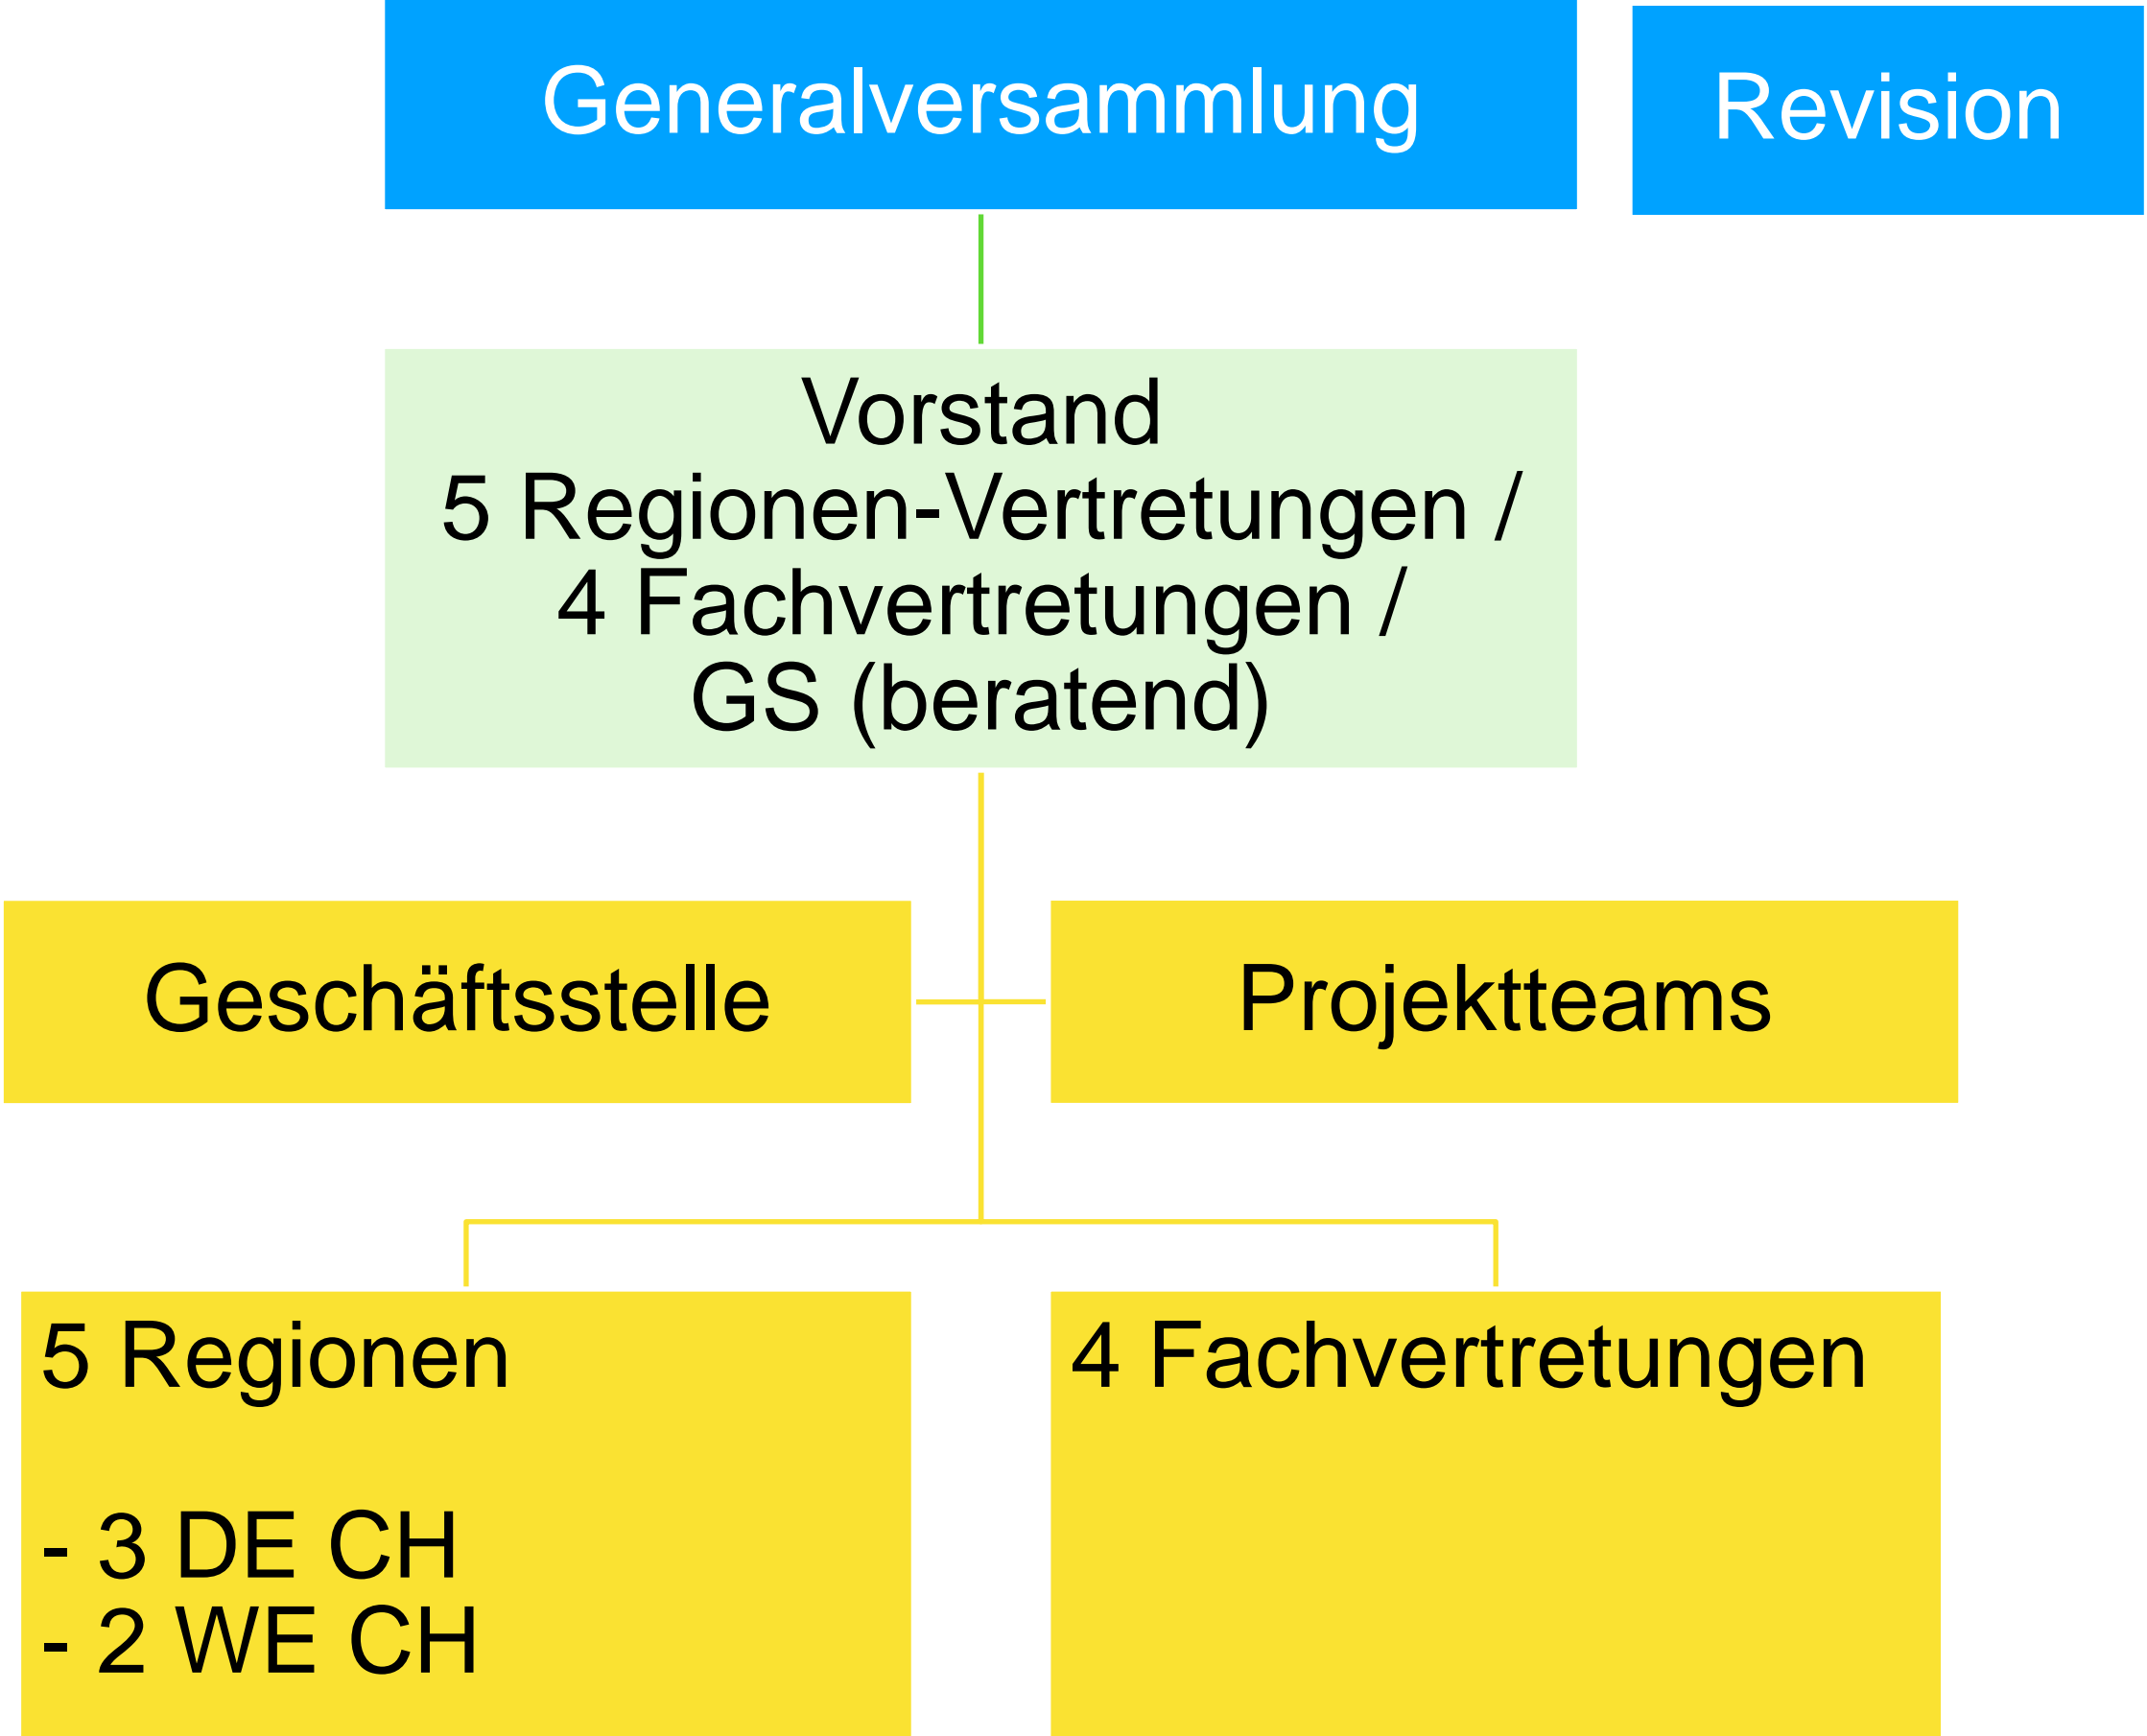 Generalversammlung
Revision
Vorstand
5 Regionen-Vertretungen /
4 Fachvertretungen /
GS (beratend)
Geschäftsstelle
Projektteams
5 Regionen
- 3 DE CH
- 2 WE CH
4 Fachvertretungen